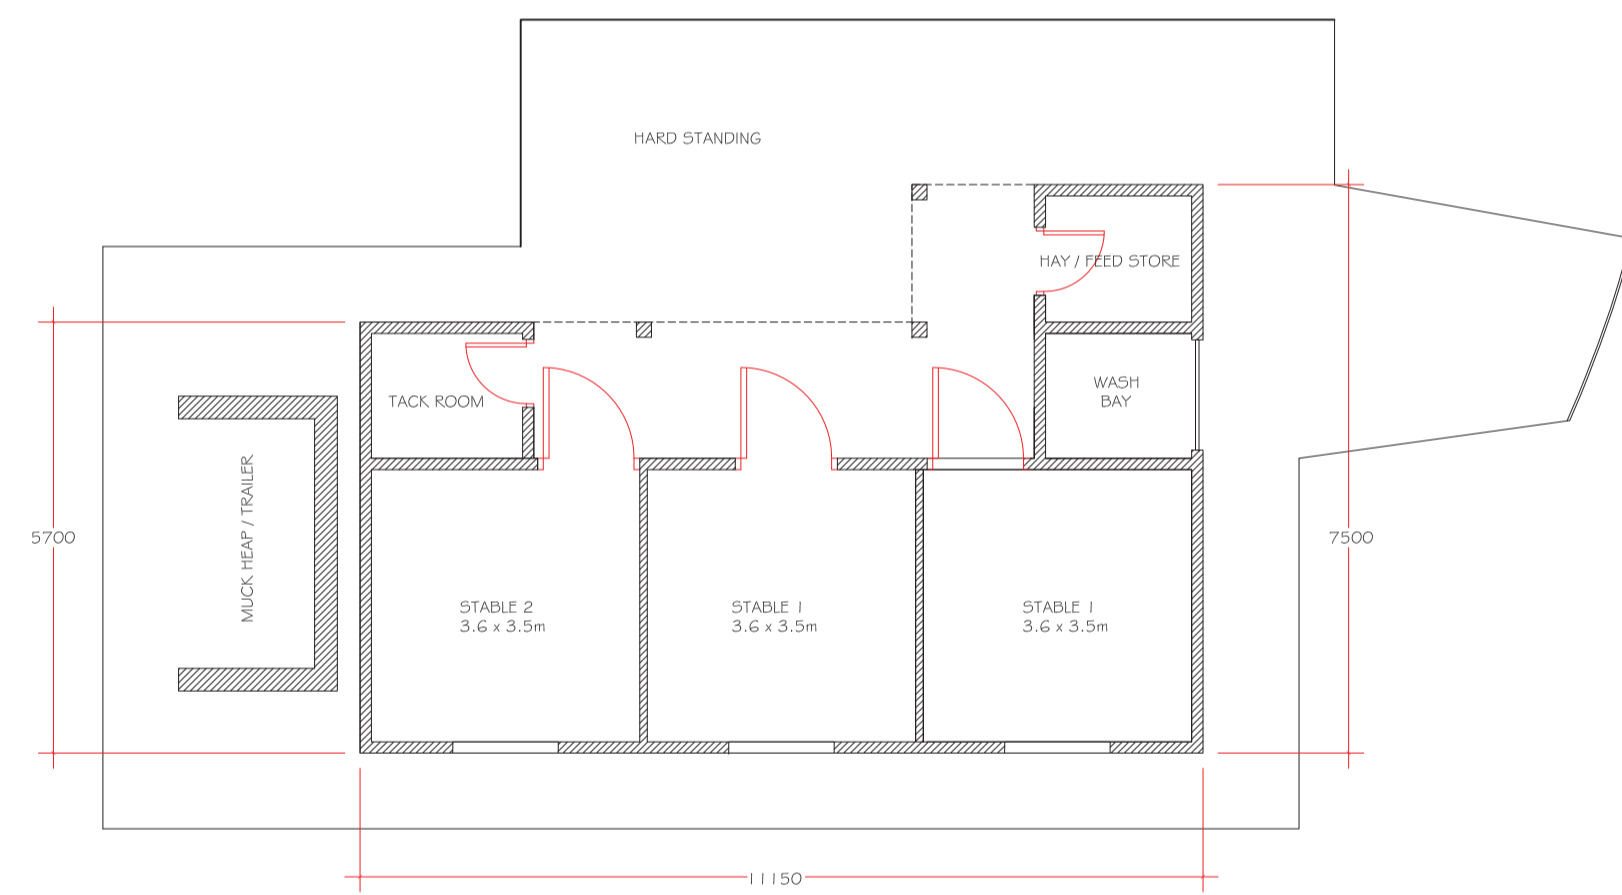 HARD STANDING
HAY / FEED STORE
WASH
BAY
TACK ROOM
MUCK HEAP / TRAILER
5700
7500
STABLE 2
3.6 x 3.5m
STABLE 1
3.6 x 3.5m
STABLE 1
3.6 x 3.5m
11150